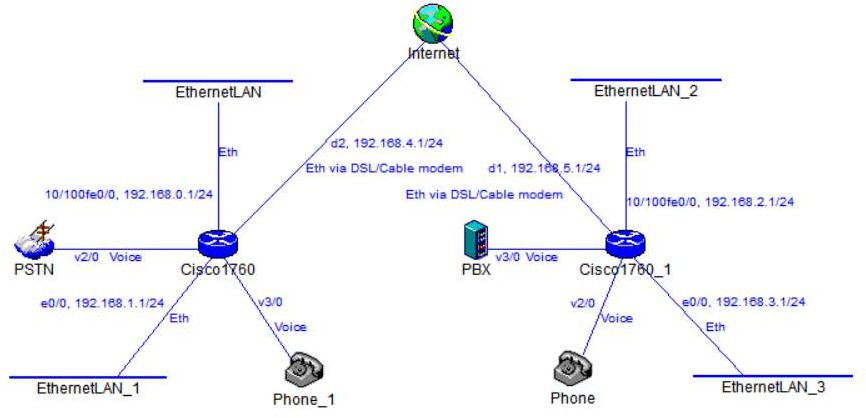 Internet
EthernetLAN
EthernetLAN_2
Eth
d2, 192.168.4.1/24
Eth via DSL/Cable modem
d1, 192.168.5.1/24
Eth via DSL/Cable modem
Eth
10/100fe0/0, 192.168.0.1/24
10/100fe0/0, 192.168.2.1/24
PSTN
v2/0 Voice
Cisco1760
PBX
v3/0 Voice
Cisco1760_1
e0/0, 192.168.1.1/24
Eth
v3/0
Voice
v2/0
Voice
e0/0, 192.168.3.1/24
Eth
EthernetLAN_1
Phone_1
Phone
EthernetLAN_3